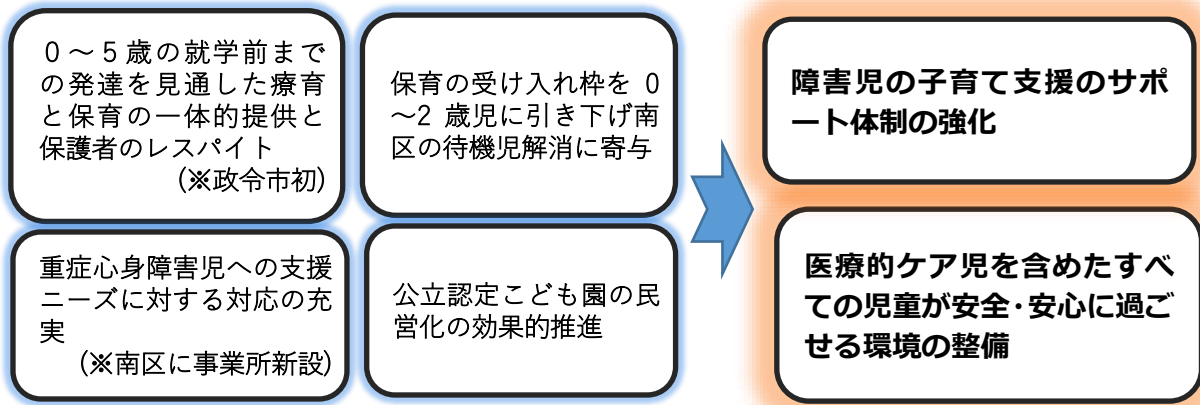 ０～５歳の就学前まで
の発達を見通した療育
と保育の一体的提供と
保護者のレスパイト
(※政令市初)
保育の受け入れ枠を 0
～2 歳児に引き下げ南
区の待機児解消に寄与
重症心身障害児への支援
ニーズに対する対応の充
実
(※南区に事業所新設)
公立認定こども園の民
営化の効果的推進
障害児の子育て支援のサポ
ート体制の強化
医療的ケア児を含めたすべ
ての児童が安全・安心に過ご
せる環境の整備